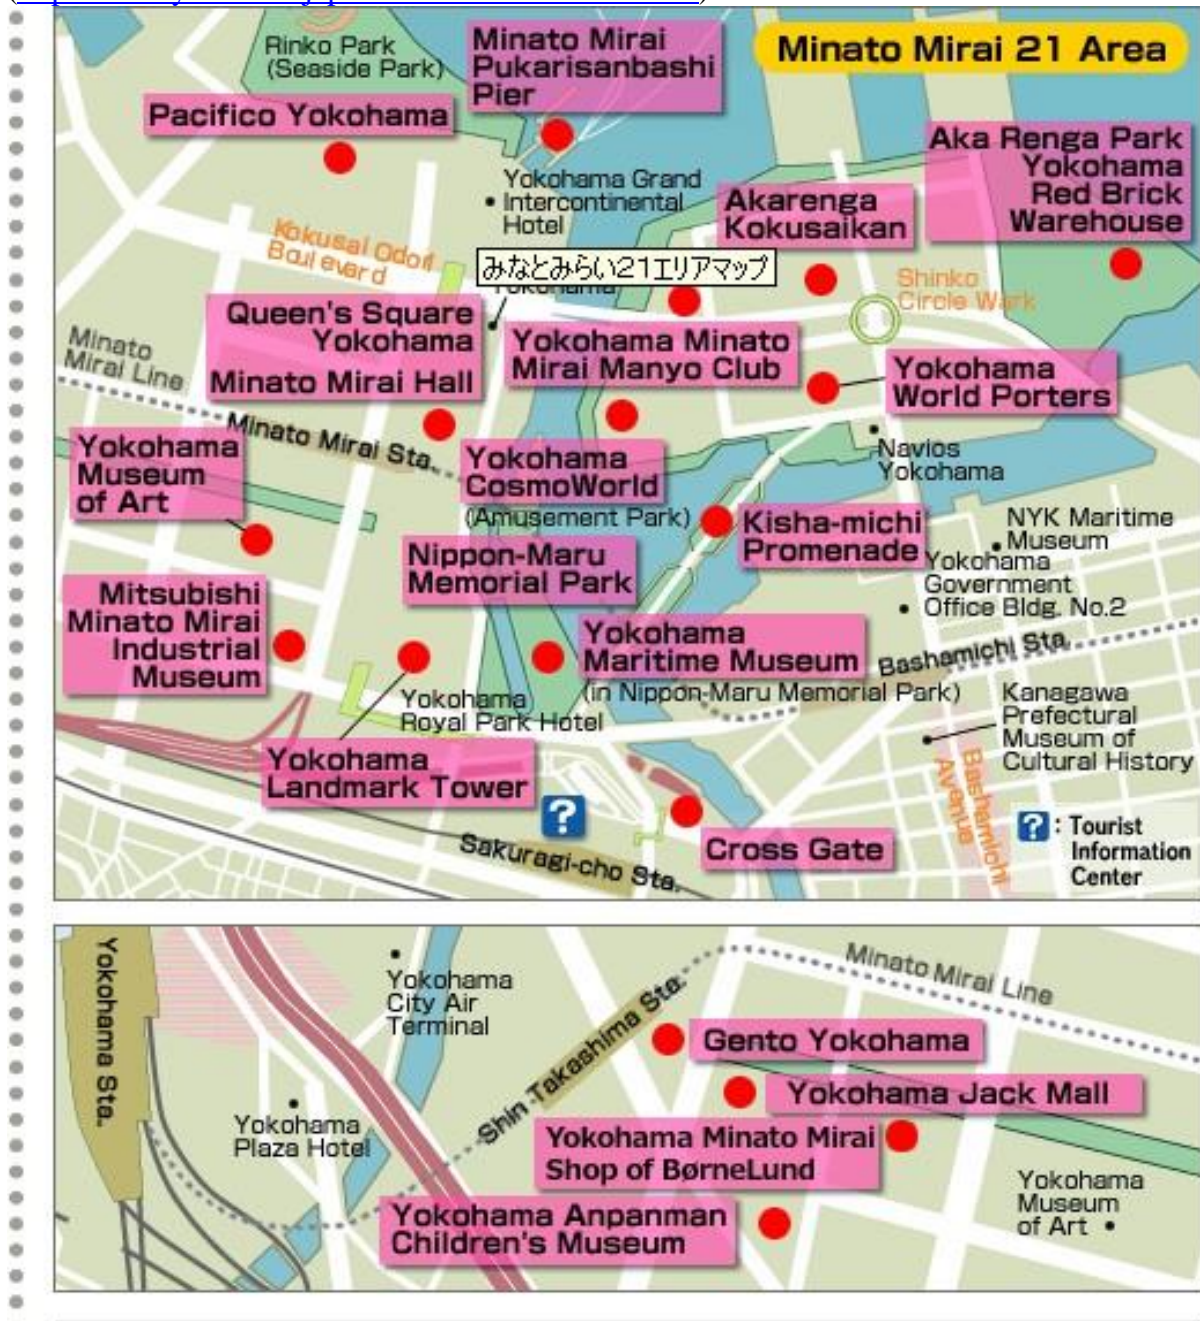 Minato Mirai 21 Area
Rinko Park
(Seaside Park)
Minato Mirai
Pukarisanbashi
Pier
Pacifico Yokohama
Aka Renga Park
Yokohama
Red Brick
Warehouse
Yokohama Grand
Intercontinental
Hotel
Akarenga
Kokusaikan
Kokusai Odori
Boulevard
みなとみらい21エリアマップ
Yokohama
Shinko
Circle Walk
Queen's Square
Yokohama
Minato Mirai Hall
Yokohama Minato
Mirai Manyo Club
Yokohama
World Porters
Minato
Mirai Line
Minato Mirai Sta.
Yokohama
Museum
of Art
Yokohama
CosmoWorld
(Amusement Park)
Navios
Yokohama
Kisha-michi
Promenade
NYK Maritime
Museum
Nippon-Maru
Memorial Park
Yokohama
Government
Office Bldg. No.2
Mitsubishi
Minato Mirai
Industrial
Museum
Yokohama
Maritime Museum
(in Nippon-Maru Memorial Park)
Bashamichi Sta.
Yokohama
Royal Park Hotel
Kanagawa
Prefectural
Museum of
Cultural History
Yokohama
Landmark Tower
Bashamichi
Avenue
?
? : Tourist
Information
Center
Cross Gate
Sakuragi-cho Sta.
Yokohama Sta.
Yokohama
City Air
Terminal
Minato Mirai Line
Shin Takashima Sta.
Gento Yokohama
Yokohama Jack Mall
Yokohama
Plaza Hotel
Yokohama Minato Mirai
Shop of BørneLund
Yokohama
Museum
of Art
Yokohama Anpanman
Children's Museum